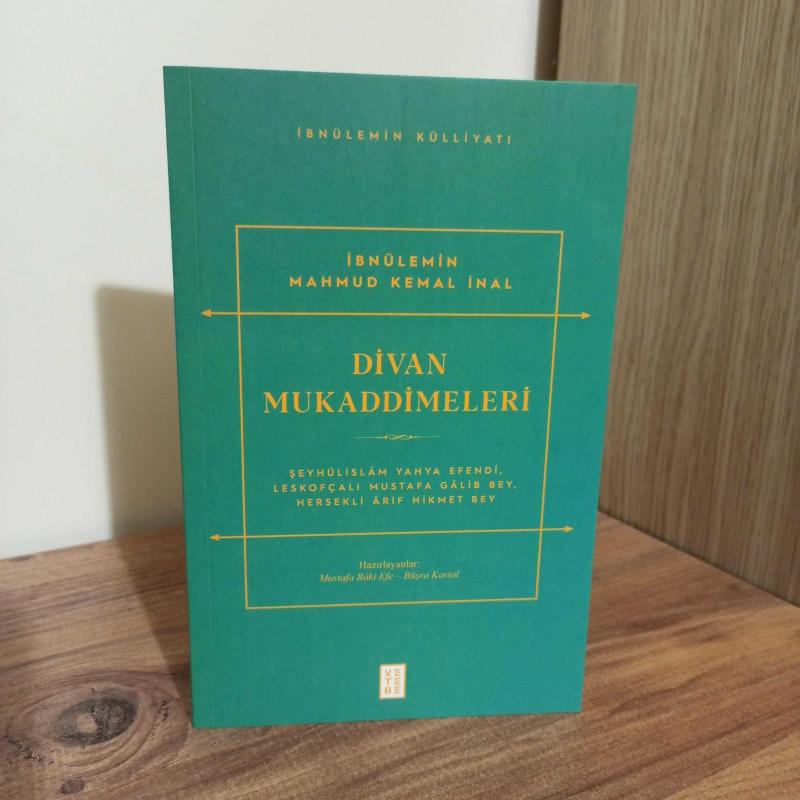 İBNÜLEMİN KÜLLİYATI
İBNÜLEMİN
MAHMUD KEMAL İNAL
DİVAN
MUKADDİMELERİ
ŞEYHÜLİSLÂM YAHYA EFENDİ,
LESKOFÇALI MUSTAFA GÂLİB BEY,
HERSEKLİ ÂRİF HİKMET BEY
Hazırlayanlar:
Mustafa Bâki Efe – Büşra Kartal
KETEBE